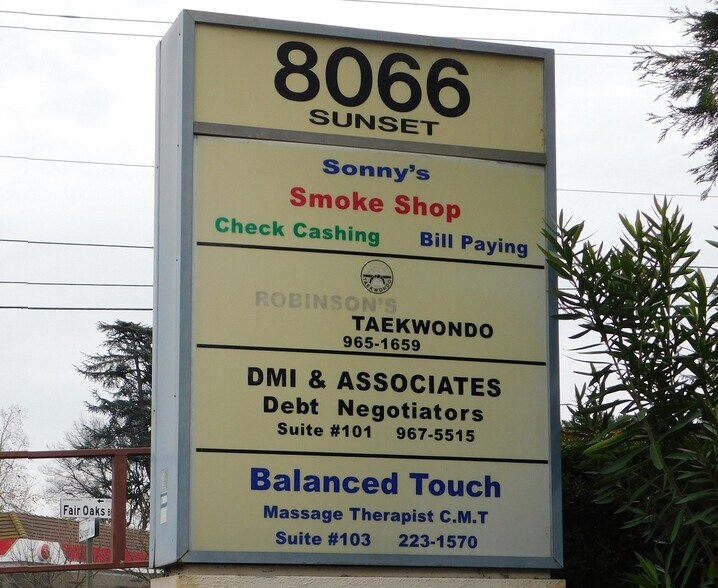 8066
SUNSET
Sonny's
Smoke Shop
Check Cashing Bill Paying
TAEKWONDO
ROBINSON'S
TAEKWONDO
965-1659
DMI & ASSOCIATES
Debt Negotiators
Suite #101 967-5515
Balanced Touch
Massage Therapist C.M.T
Suite #103 223-1570
Fair Oaks B